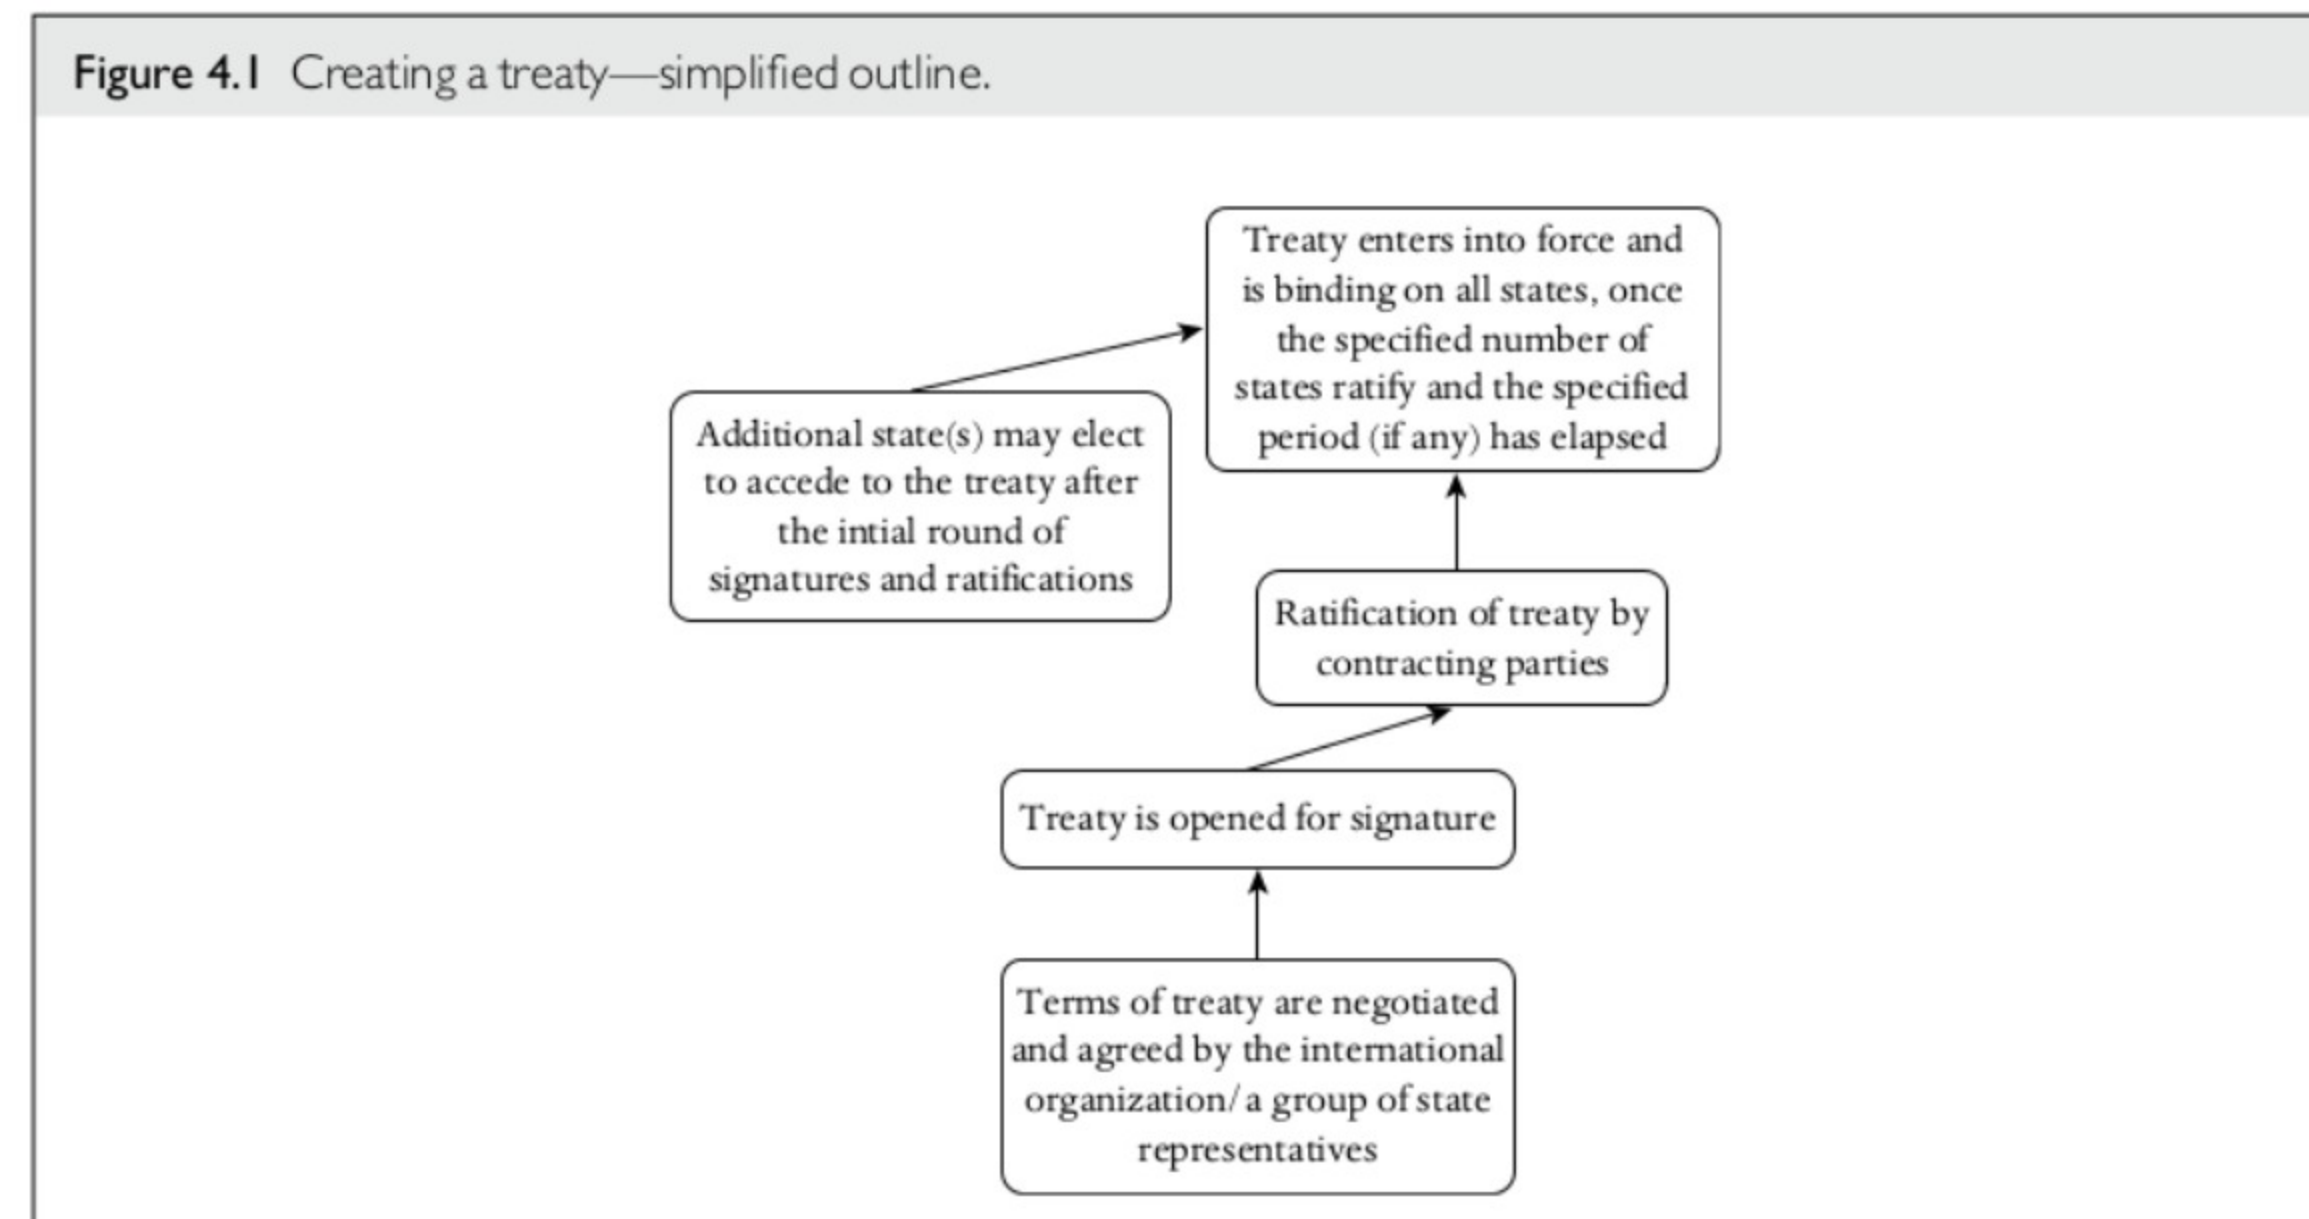 Figure 4.1 Creating a treaty—simplified outline.
Treaty enters into force and
is binding on all states, once
the specified number of
states ratify and the specified
period (if any) has elapsed
Additional state(s) may elect
to accede to the treaty after
the intial round of
signatures and ratifications
Ratification of treaty by
contracting parties
Treaty is opened for signature
Terms of treaty are negotiated
and agreed by the international
organization/a group of state
representatives